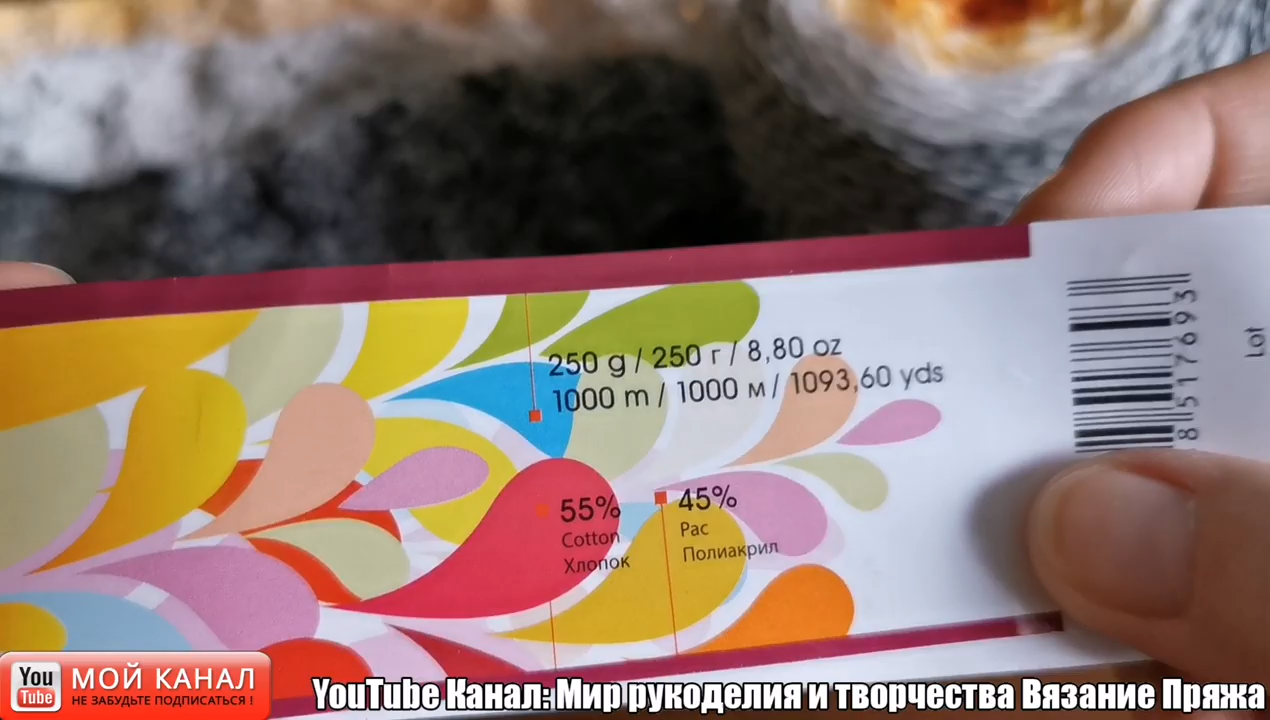 250 g / 250 г / 8,80 oz
1000 m / 1000 м / 1093,60 yds
55%
Cotton
Хлопок
45%
Pac
Полиакрил
8517693
Lot
You
Tube
МОЙ КАНАЛ
НЕ ЗАБУДЬТЕ ПОДПИСАТЬСЯ !
YouTube Канал: Мир рукоделия и творчества Вязание Пряжа